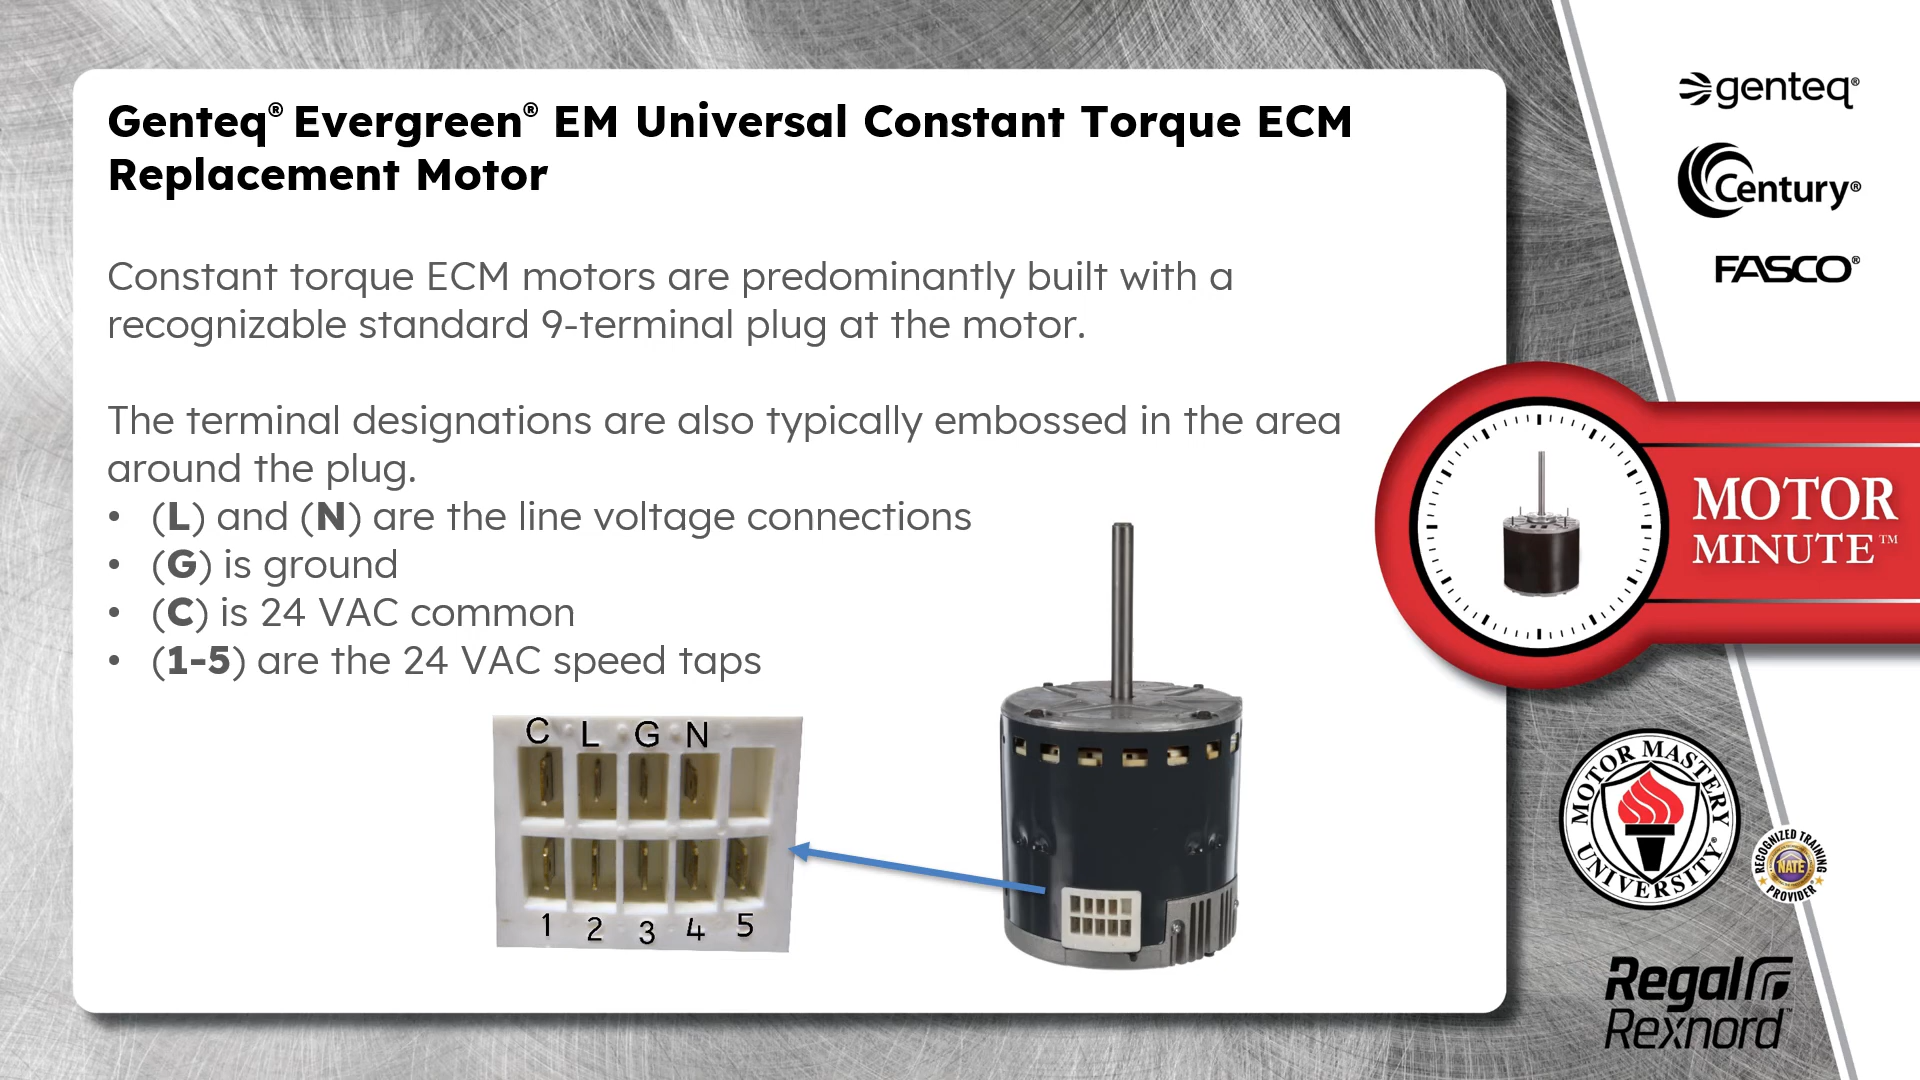 Genteq® Evergreen® EM Universal Constant Torque ECM
Replacement Motor
Constant torque ECM motors are predominantly built with a
recognizable standard 9-terminal plug at the motor.
The terminal designations are also typically embossed in the area
around the plug.
• (L) and (N) are the line voltage connections
• (G) is ground
• (C) is 24 VAC common
• (1-5) are the 24 VAC speed taps
C L G N
1 2 3 4 5
genteq®
Century®
FASCO®
MOTOR
MINUTE™
MOTOR MASTERY
UNIVERSITY®
RECOGNIZED TRAINING
NATE
PROVIDER
Regal
Rexnord™